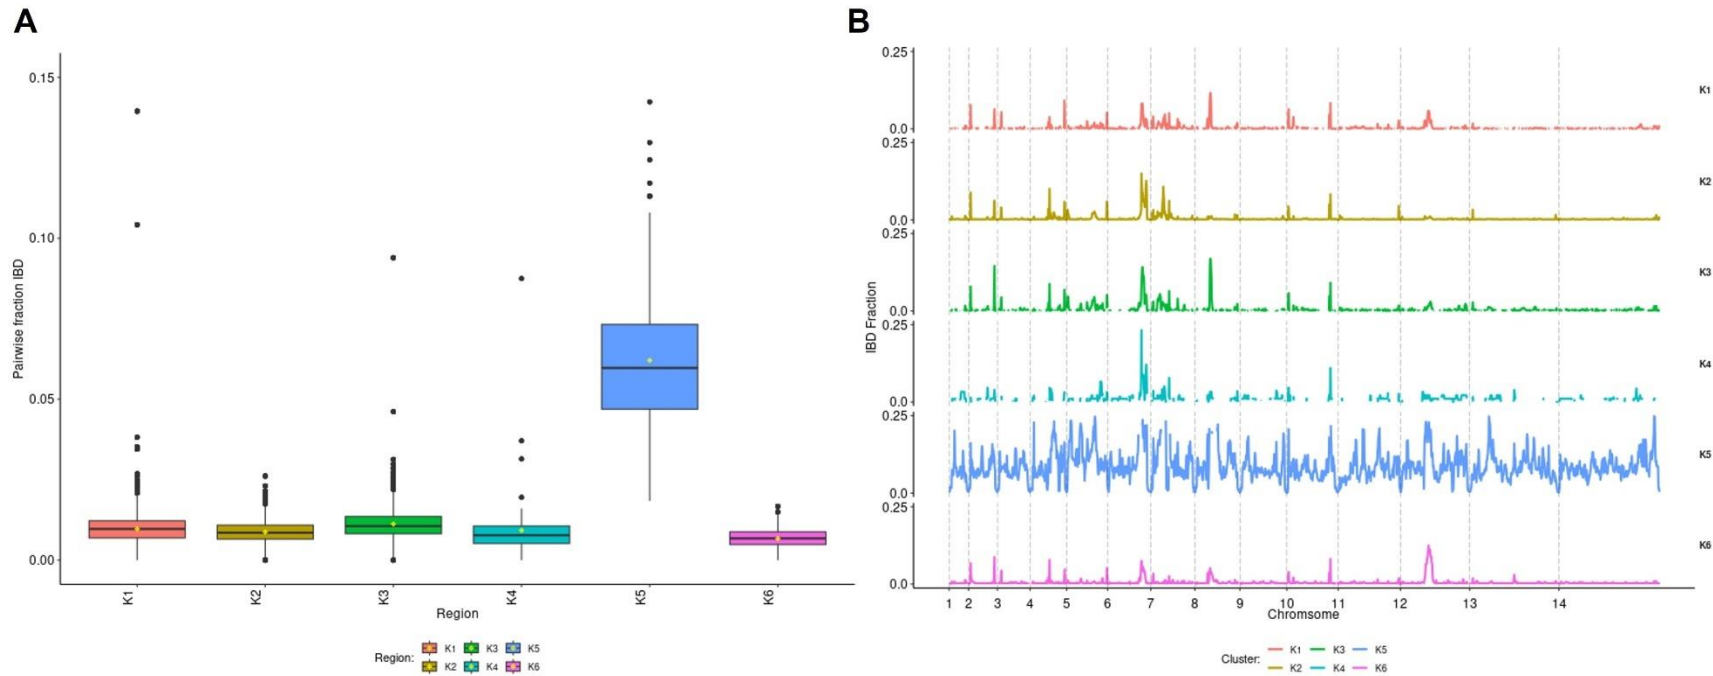 A
Pairwise fraction IBD
0.15
0.10
0.05
0.00
K1 K2 K3 K4 K5 K6
Region
Region: K1 K3 K5
K2 K4 K6
B
IBD Fraction
0.25
K1
0.0
0.25
K2
0.0
0.25
K3
0.0
0.25
K4
0.0
0.25
K5
0.0
0.25
K6
0.0
1 2 3 4 5 6 7 8 9 10 11 12 13 14
Chromsome
Cluster: K1 K3 K5
K2 K4 K6